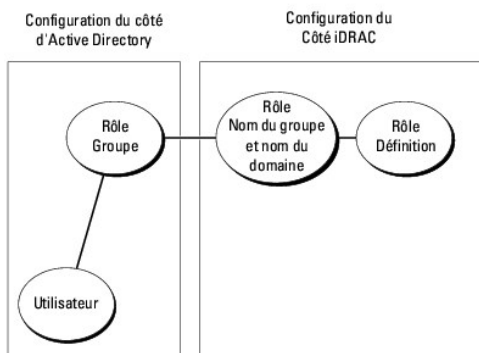 Configuration du côté
d'Active Directory
Configuration du
Côté iDRAC
Rôle
Groupe
Rôle
Nom du groupe
et nom du
domaine
Rôle
Définition
Utilisateur